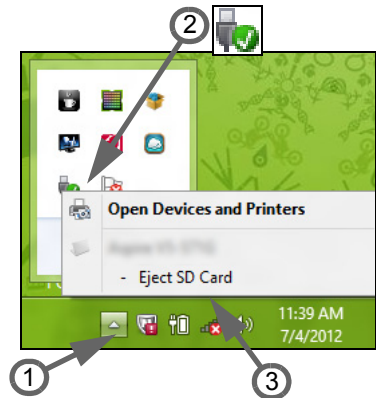 2
Open Devices and Printers
- Eject SD Card
11:39 AM
7/4/2012
1
3